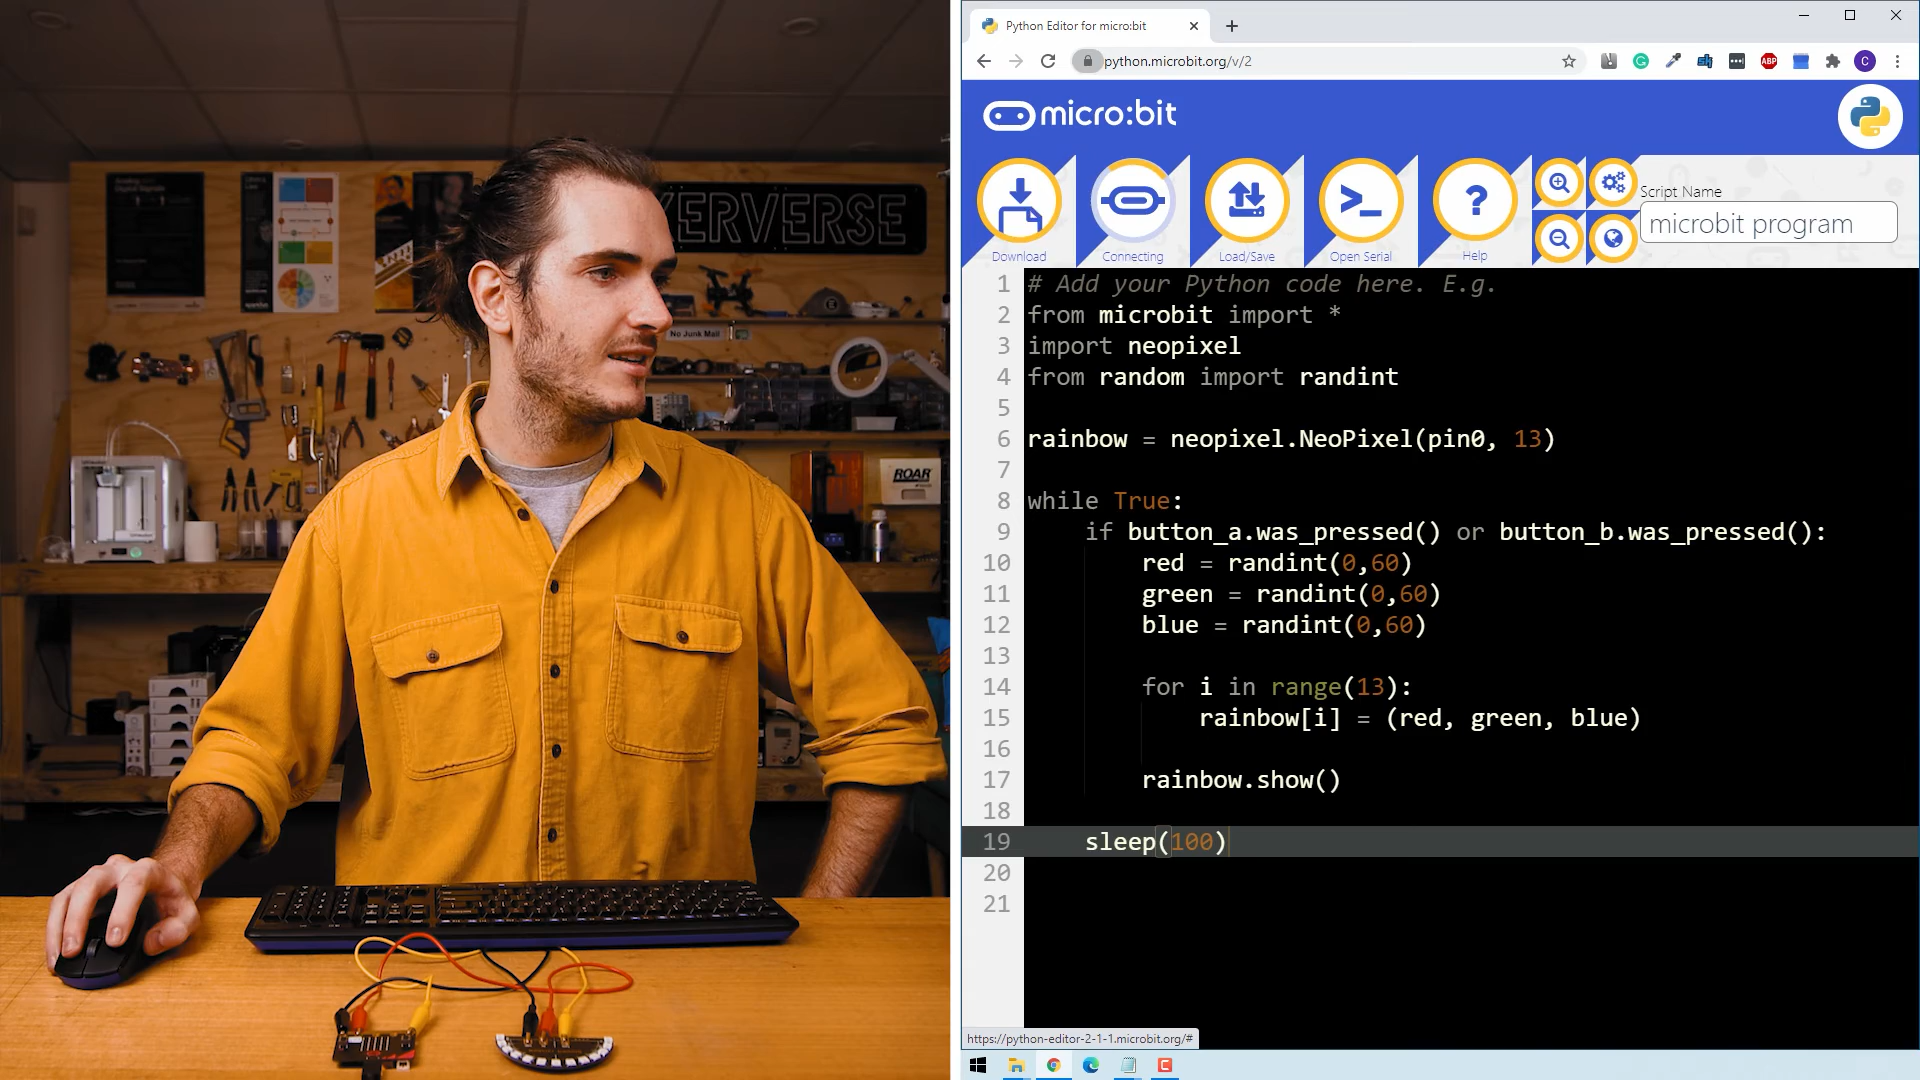 KERVERSE
No Junk Mail
ROAR
Python Editor for micro:bit
python.microbit.org/v/2
ABP
C
micro:bit
Download
Connecting
Load/Save
Open Serial
Help
Script Name
microbit program
1 # Add your Python code here. E.g.
2 from microbit import *
3 import neopixel
4 from random import randint
5
6 rainbow = neopixel.NeoPixel(pin0, 13)
7
8 while True:
9 if button_a.was_pressed() or button_b.was_pressed():
10 red = randint(0,60)
11 green = randint(0,60)
12 blue = randint(0,60)
13
14 for i in range(13):
15 rainbow[i] = (red, green, blue)
16
17 rainbow.show()
18
19 sleep(100)
20
21
https://python-editor-2-1-1.microbit.org/#